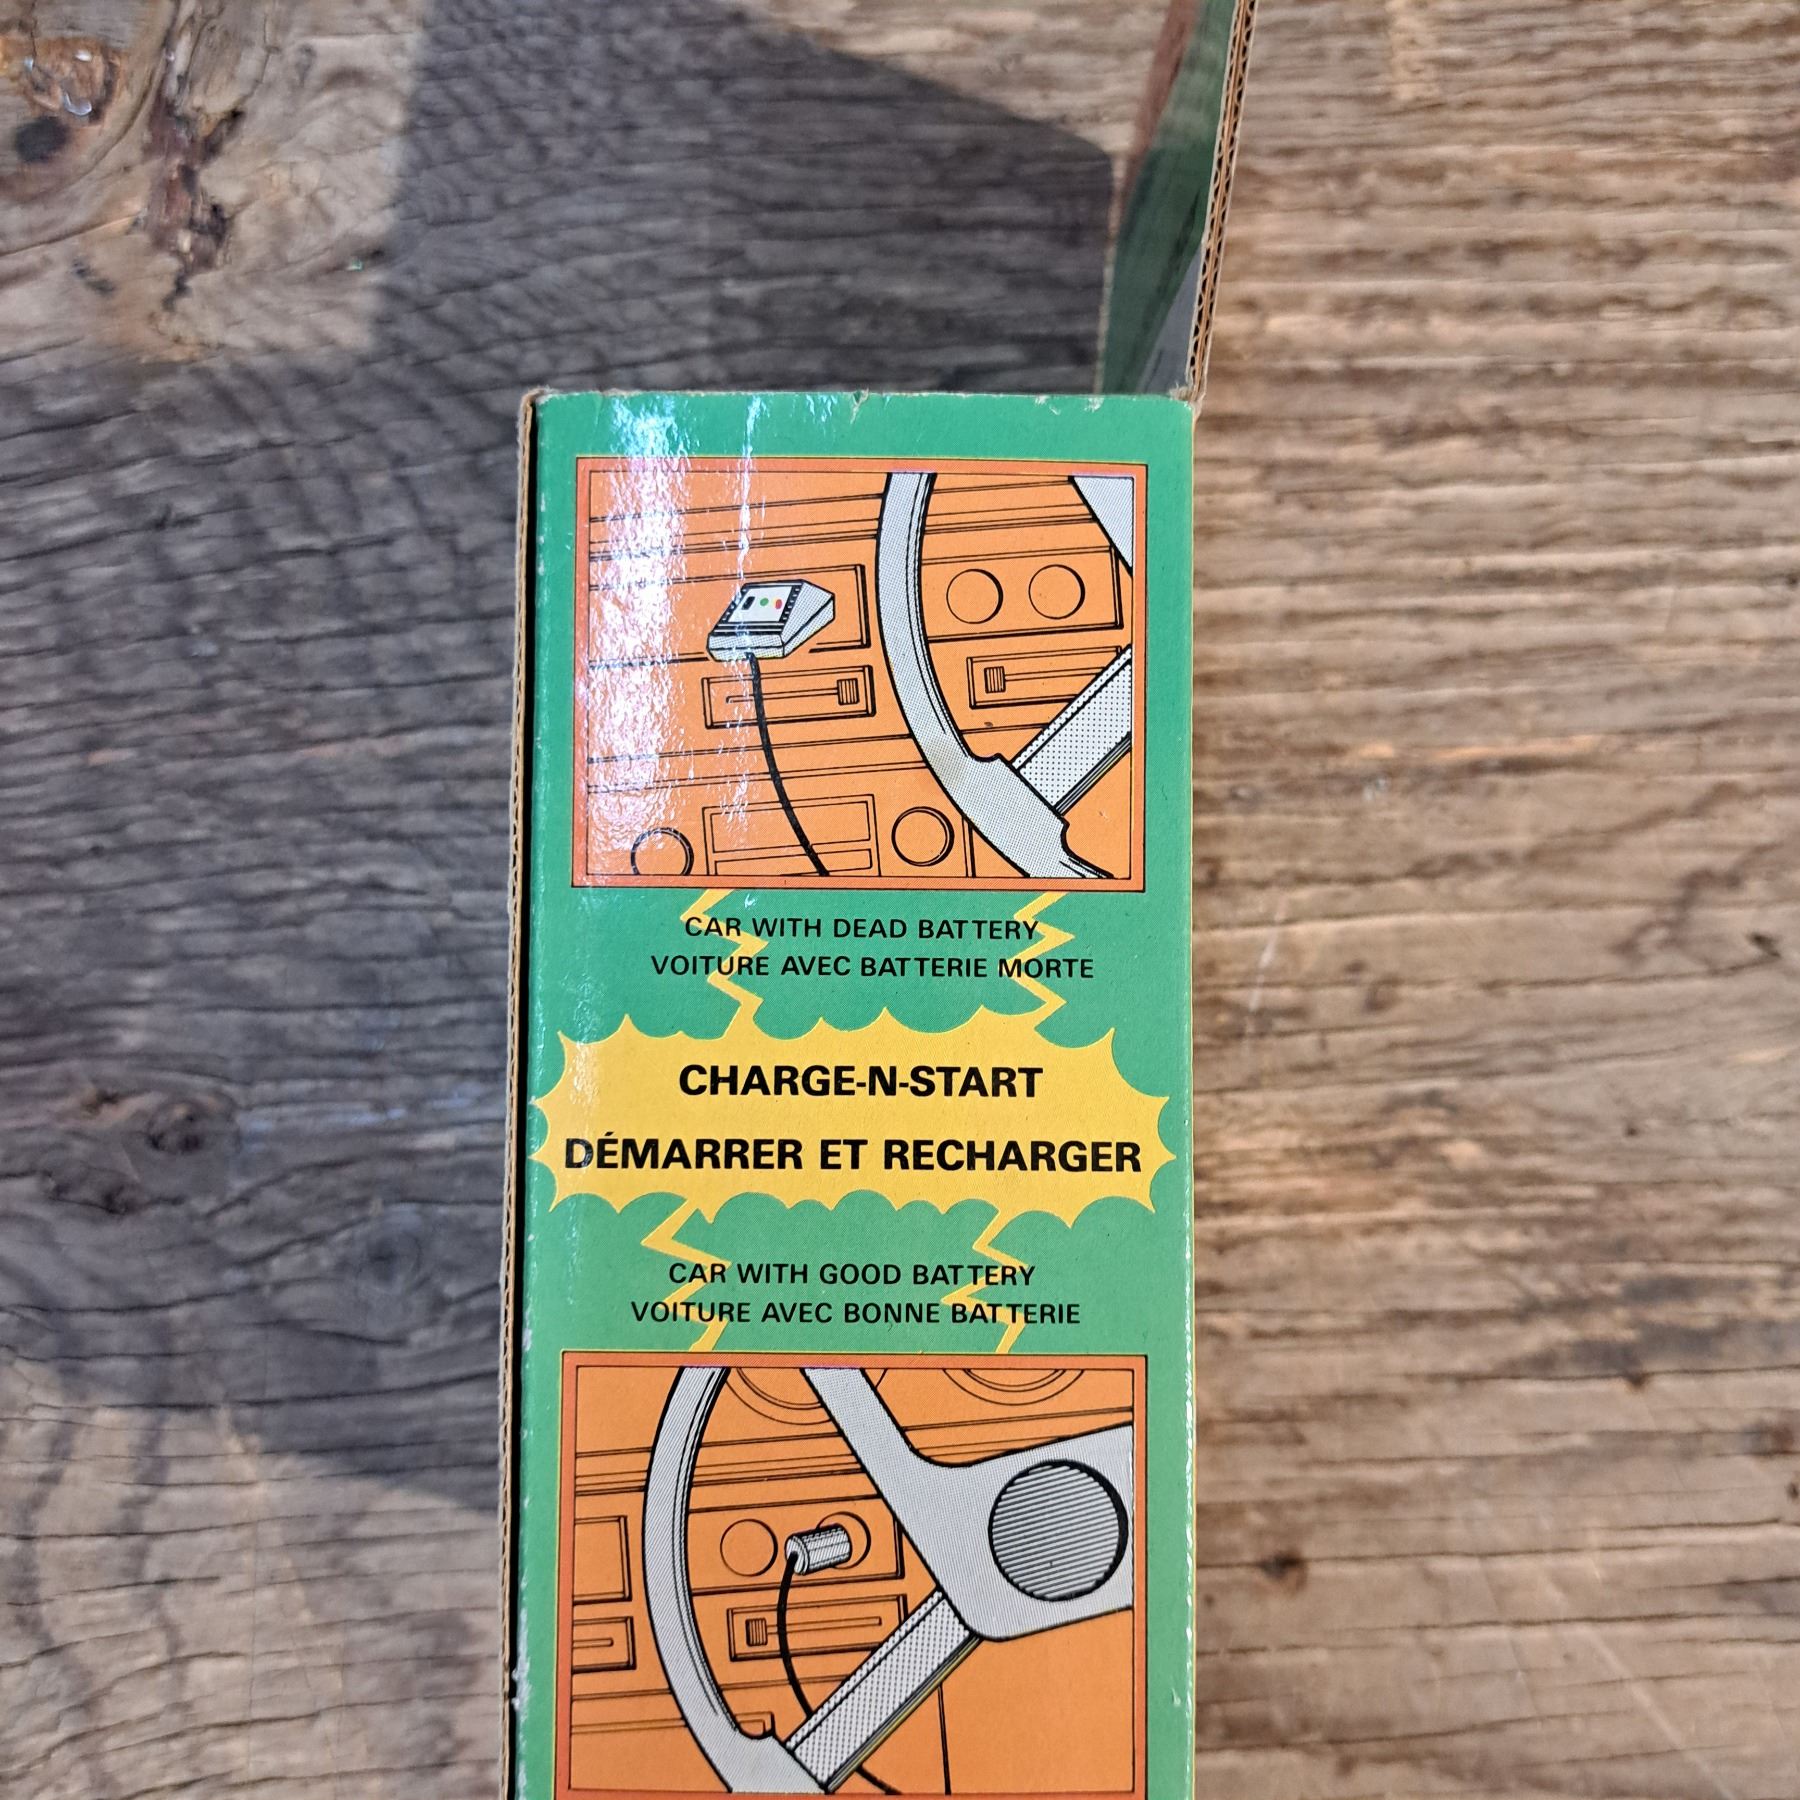 CAR WITH DEAD BATTERY
VOITURE AVEC BATTERIE MORTE
CHARGE-N-START
DÉMARRER ET RECHARGER
CAR WITH GOOD BATTERY
VOITURE AVEC BONNE BATTERIE